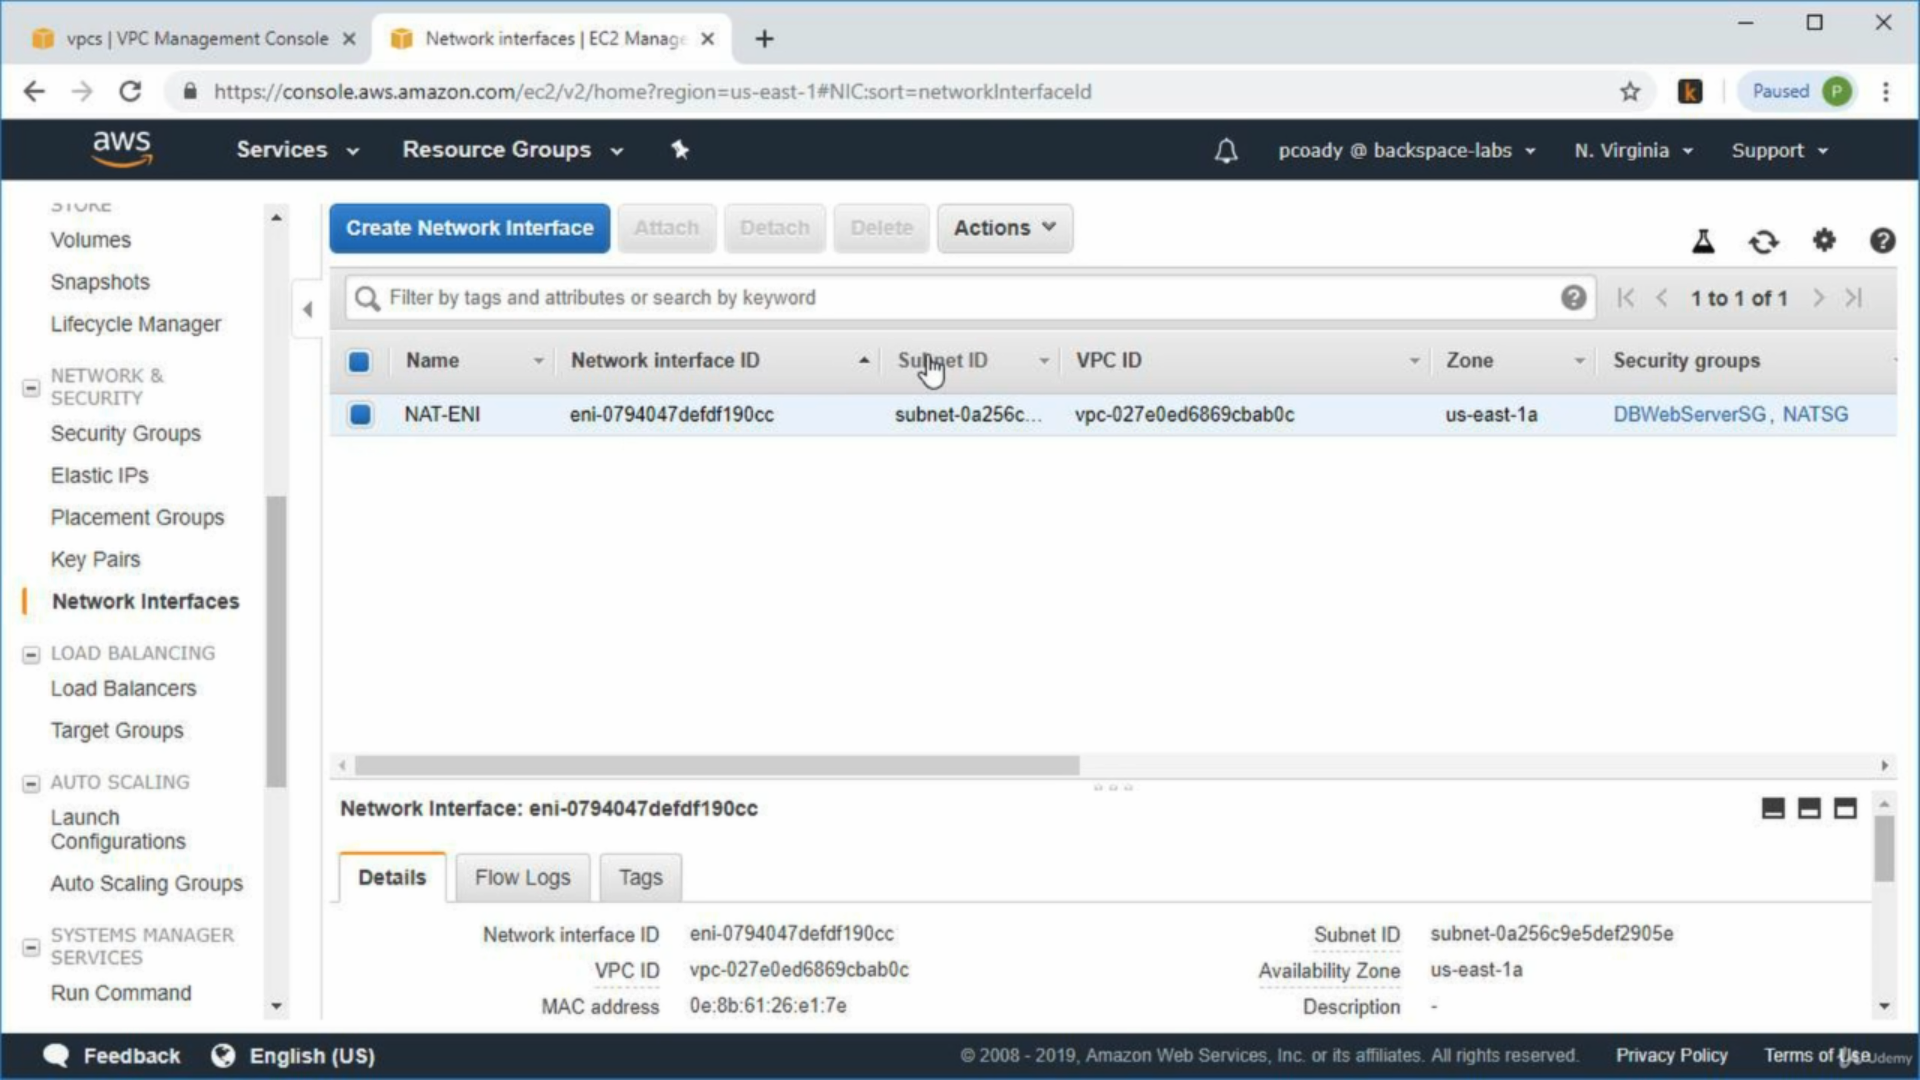 vpcs | VPC Management Console
Network interfaces | EC2 Manage
https://console.aws.amazon.com/ec2/v2/home?region=us-east-1#NIC:sort=networkInterfaceId
k
Paused P
aws Services Resource Groups pcoady @ backspace-labs N. Virginia Support
STORE
Volumes
Snapshots
Lifecycle Manager
NETWORK &
SECURITY
Security Groups
Elastic IPs
Placement Groups
Key Pairs
Network Interfaces
LOAD BALANCING
Load Balancers
Target Groups
AUTO SCALING
Launch
Configurations
Auto Scaling Groups
SYSTEMS MANAGER
SERVICES
Run Command
Create Network Interface Attach Detach Delete Actions
Filter by tags and attributes or search by keyword
1 to 1 of 1
Name Network interface ID Subnet ID VPC ID Zone Security groups
NAT-ENI eni-0794047defdf190cc subnet-0a256c... vpc-027e0ed6869cbab0c us-east-1a DBWebServerSG, NATSG
Network Interface: eni-0794047defdf190cc
Details Flow Logs Tags
Network interface ID eni-0794047defdf190cc Subnet ID subnet-0a256c9e5def2905e
VPC ID vpc-027e0ed6869cbab0c Availability Zone us-east-1a
MAC address 0e:8b:61:26:e1:7e Description -
Feedback English (US) © 2008 - 2019, Amazon Web Services, Inc. or its affiliates. All rights reserved. Privacy Policy Terms of Use
Udemy